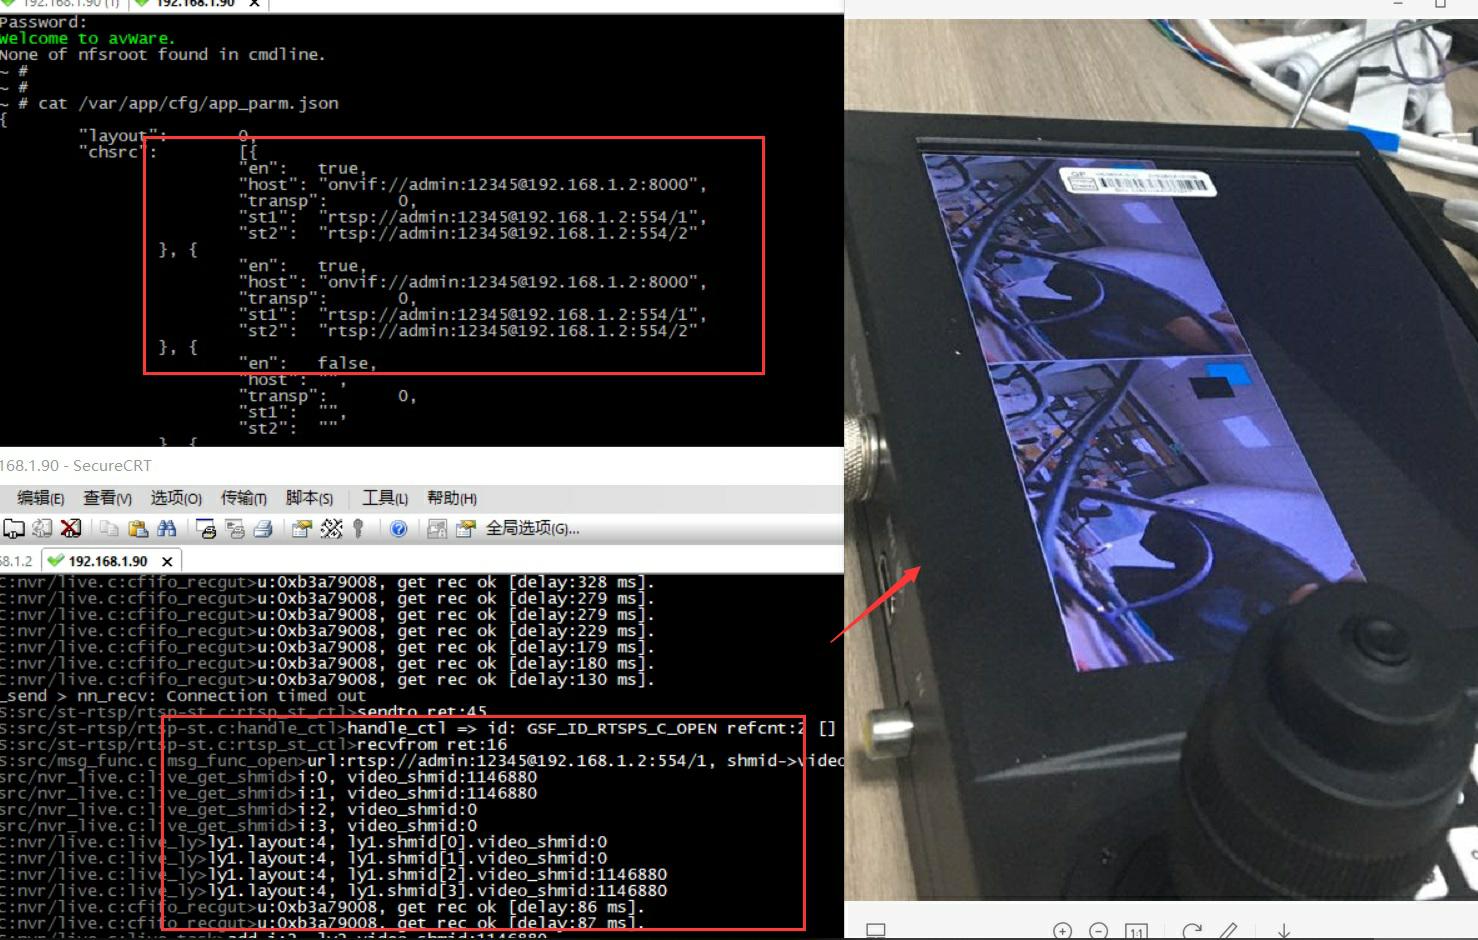 192.168.1.90 (1)
192.168.1.90
Password:
Welcome to avWare.
None of nfsroot found in cmdline.
~ #
~ #
~ # cat /var/app/cfg/app_parm.json
{
"layout": 0,
"chsrc": [{
"en": true,
"host": "onvif://admin:12345@192.168.1.2:8000",
"transp": 0,
"st1": "rtsp://admin:12345@192.168.1.2:554/1",
"st2": "rtsp://admin:12345@192.168.1.2:554/2"
}, {
"en": true,
"host": "onvif://admin:12345@192.168.1.2:8000",
"transp": 0,
"st1": "rtsp://admin:12345@192.168.1.2:554/1",
"st2": "rtsp://admin:12345@192.168.1.2:554/2"
}, {
"en": false,
"host": "",
"transp": 0,
"st1": "",
"st2": ""
}, {
168.1.90 - SecureCRT
编辑(E) 查看(V) 选项(O) 传输(T) 脚本(S) 工具(L) 帮助(H)
全局选项(G)...
68.1.2 192.168.1.90
C:nvr/live.c:cfifo_recgut>u:0xb3a79008, get rec ok [delay:328 ms].
C:nvr/live.c:cfifo_recgut>u:0xb3a79008, get rec ok [delay:279 ms].
C:nvr/live.c:cfifo_recgut>u:0xb3a79008, get rec ok [delay:279 ms].
C:nvr/live.c:cfifo_recgut>u:0xb3a79008, get rec ok [delay:229 ms].
C:nvr/live.c:cfifo_recgut>u:0xb3a79008, get rec ok [delay:179 ms].
C:nvr/live.c:cfifo_recgut>u:0xb3a79008, get rec ok [delay:180 ms].
C:nvr/live.c:cfifo_recgut>u:0xb3a79008, get rec ok [delay:130 ms].
_send > nn_recv: Connection timed out
S:src/st-rtsp/rtsp-st.c:rtsp_st_ctl>sendto ret:45
S:src/st-rtsp/rtsp-st.c:handle_ctl>handle_ctl => id: GSF_ID_RTSPS_C_OPEN refcnt:2 []
S:src/st-rtsp/rtsp-st.c:rtsp_st_ctl>recvfrom ret:16
S:src/msg_func.c:msg_func_open>url:rtsp://admin:12345@192.168.1.2:554/1, shmid->video
src/nvr_live.c:live_get_shmid>i:0, video_shmid:1146880
src/nvr_live.c:live_get_shmid>i:1, video_shmid:1146880
src/nvr_live.c:live_get_shmid>i:2, video_shmid:0
src/nvr_live.c:live_get_shmid>i:3, video_shmid:0
C:nvr/live.c:live_ly>ly1.layout:4, ly1.shmid[0].video_shmid:0
C:nvr/live.c:live_ly>ly1.layout:4, ly1.shmid[1].video_shmid:0
C:nvr/live.c:live_ly>ly1.layout:4, ly1.shmid[2].video_shmid:1146880
C:nvr/live.c:live_ly>ly1.layout:4, ly1.shmid[3].video_shmid:1146880
C:nvr/live.c:cfifo_recgut>u:0xb3a79008, get rec ok [delay:86 ms].
C:nvr/live.c:cfifo_recgut>u:0xb3a79008, get rec ok [delay:87 ms].
1:1